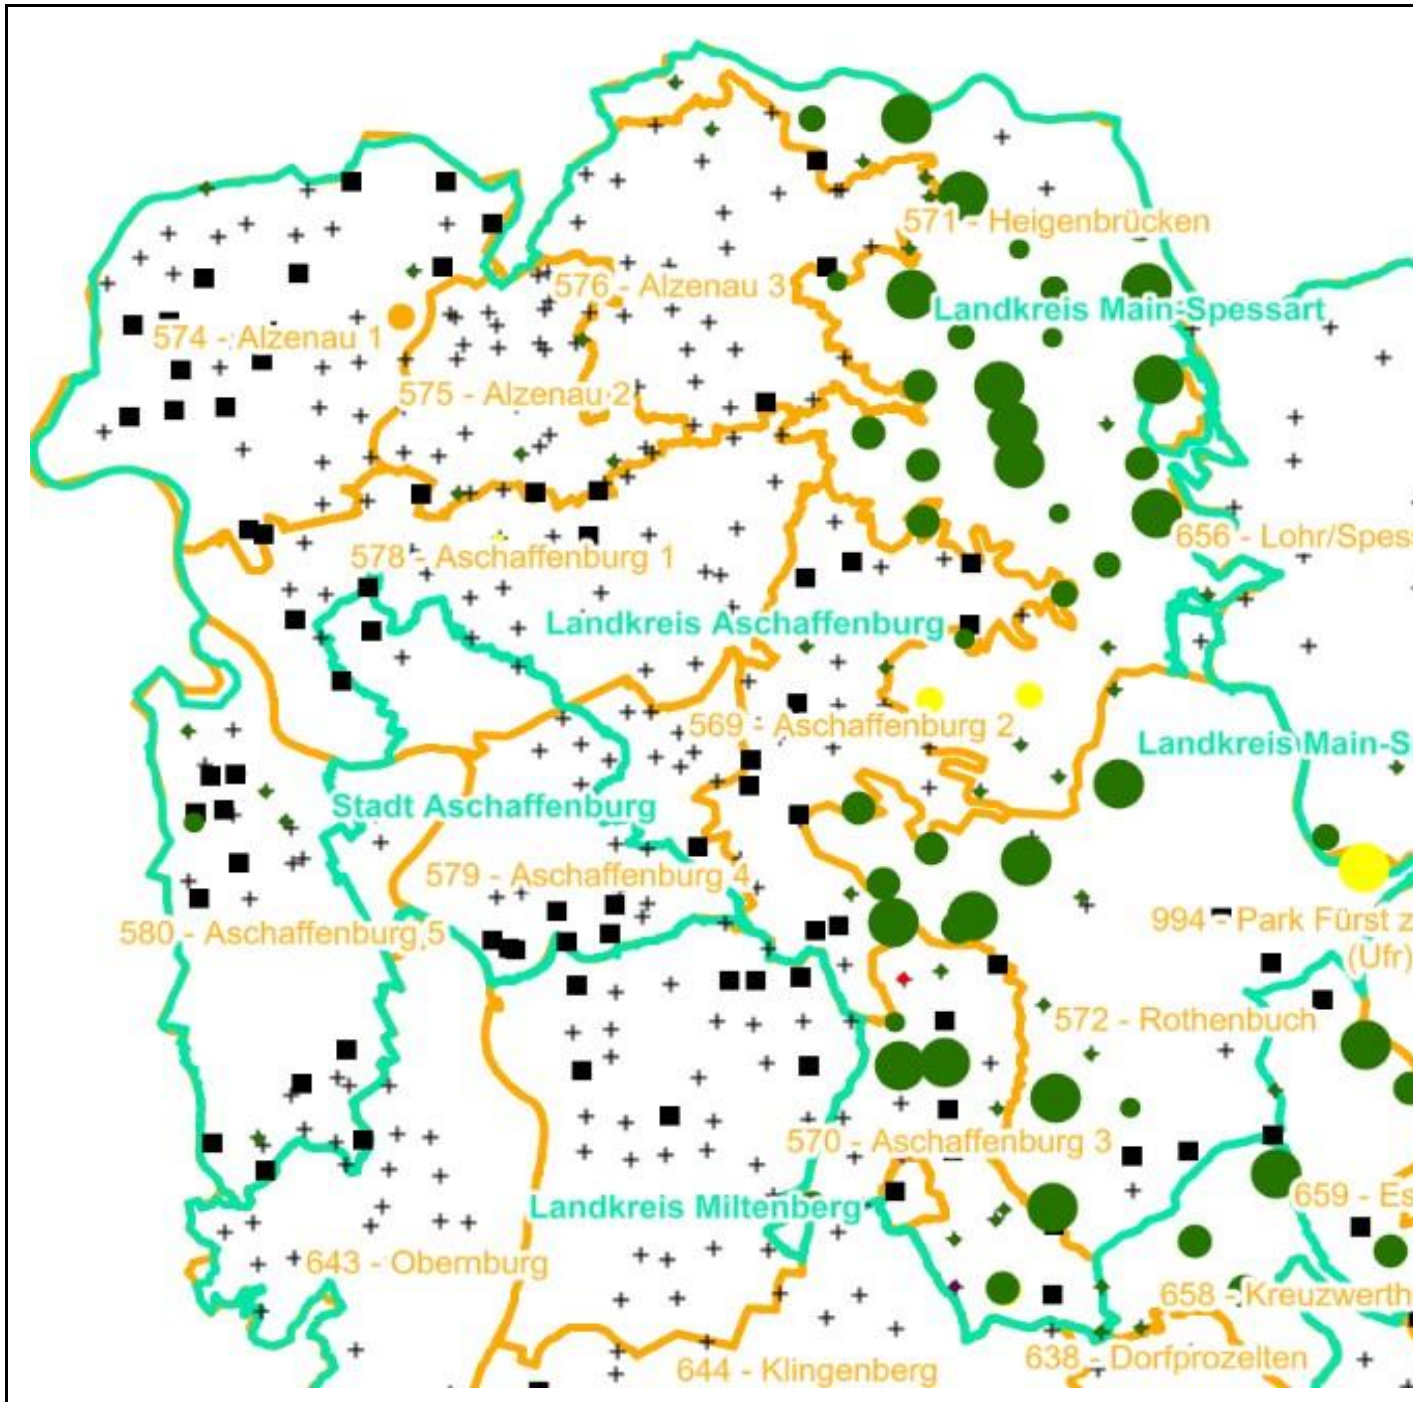 571 - Heigenbrücken
576 - Alzenau 3
Landkreis Main-Spessart
574 - Alzenau 1
575 - Alzenau 2
656 - Lohr/Spess
578 - Aschaffenburg 1
Landkreis Aschaffenburg
569 - Aschaffenburg 2
Landkreis Main-S
Stadt Aschaffenburg
579 - Aschaffenburg 4
994 - Park Fürst z
580 - Aschaffenburg 5
(Ufr)
572 - Rothenbuch
570 - Aschaffenburg 3
659 - Es
Landkreis Miltenberg
643 - Obernburg
658 - Kreuzwerth
638 - Dorfprozelten
644 - Klingenberg